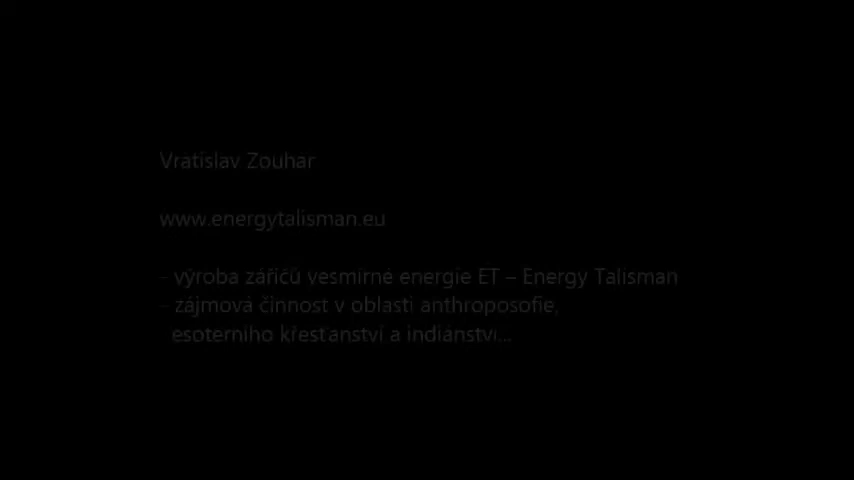 Vratislav Zouhar
www.energytalisman.eu
- výroba zářičů vesmírné energie ET – Energy Talisman
- zájmová činnost v oblasti anthroposofie,
esoterního křesťanství a indiánství...